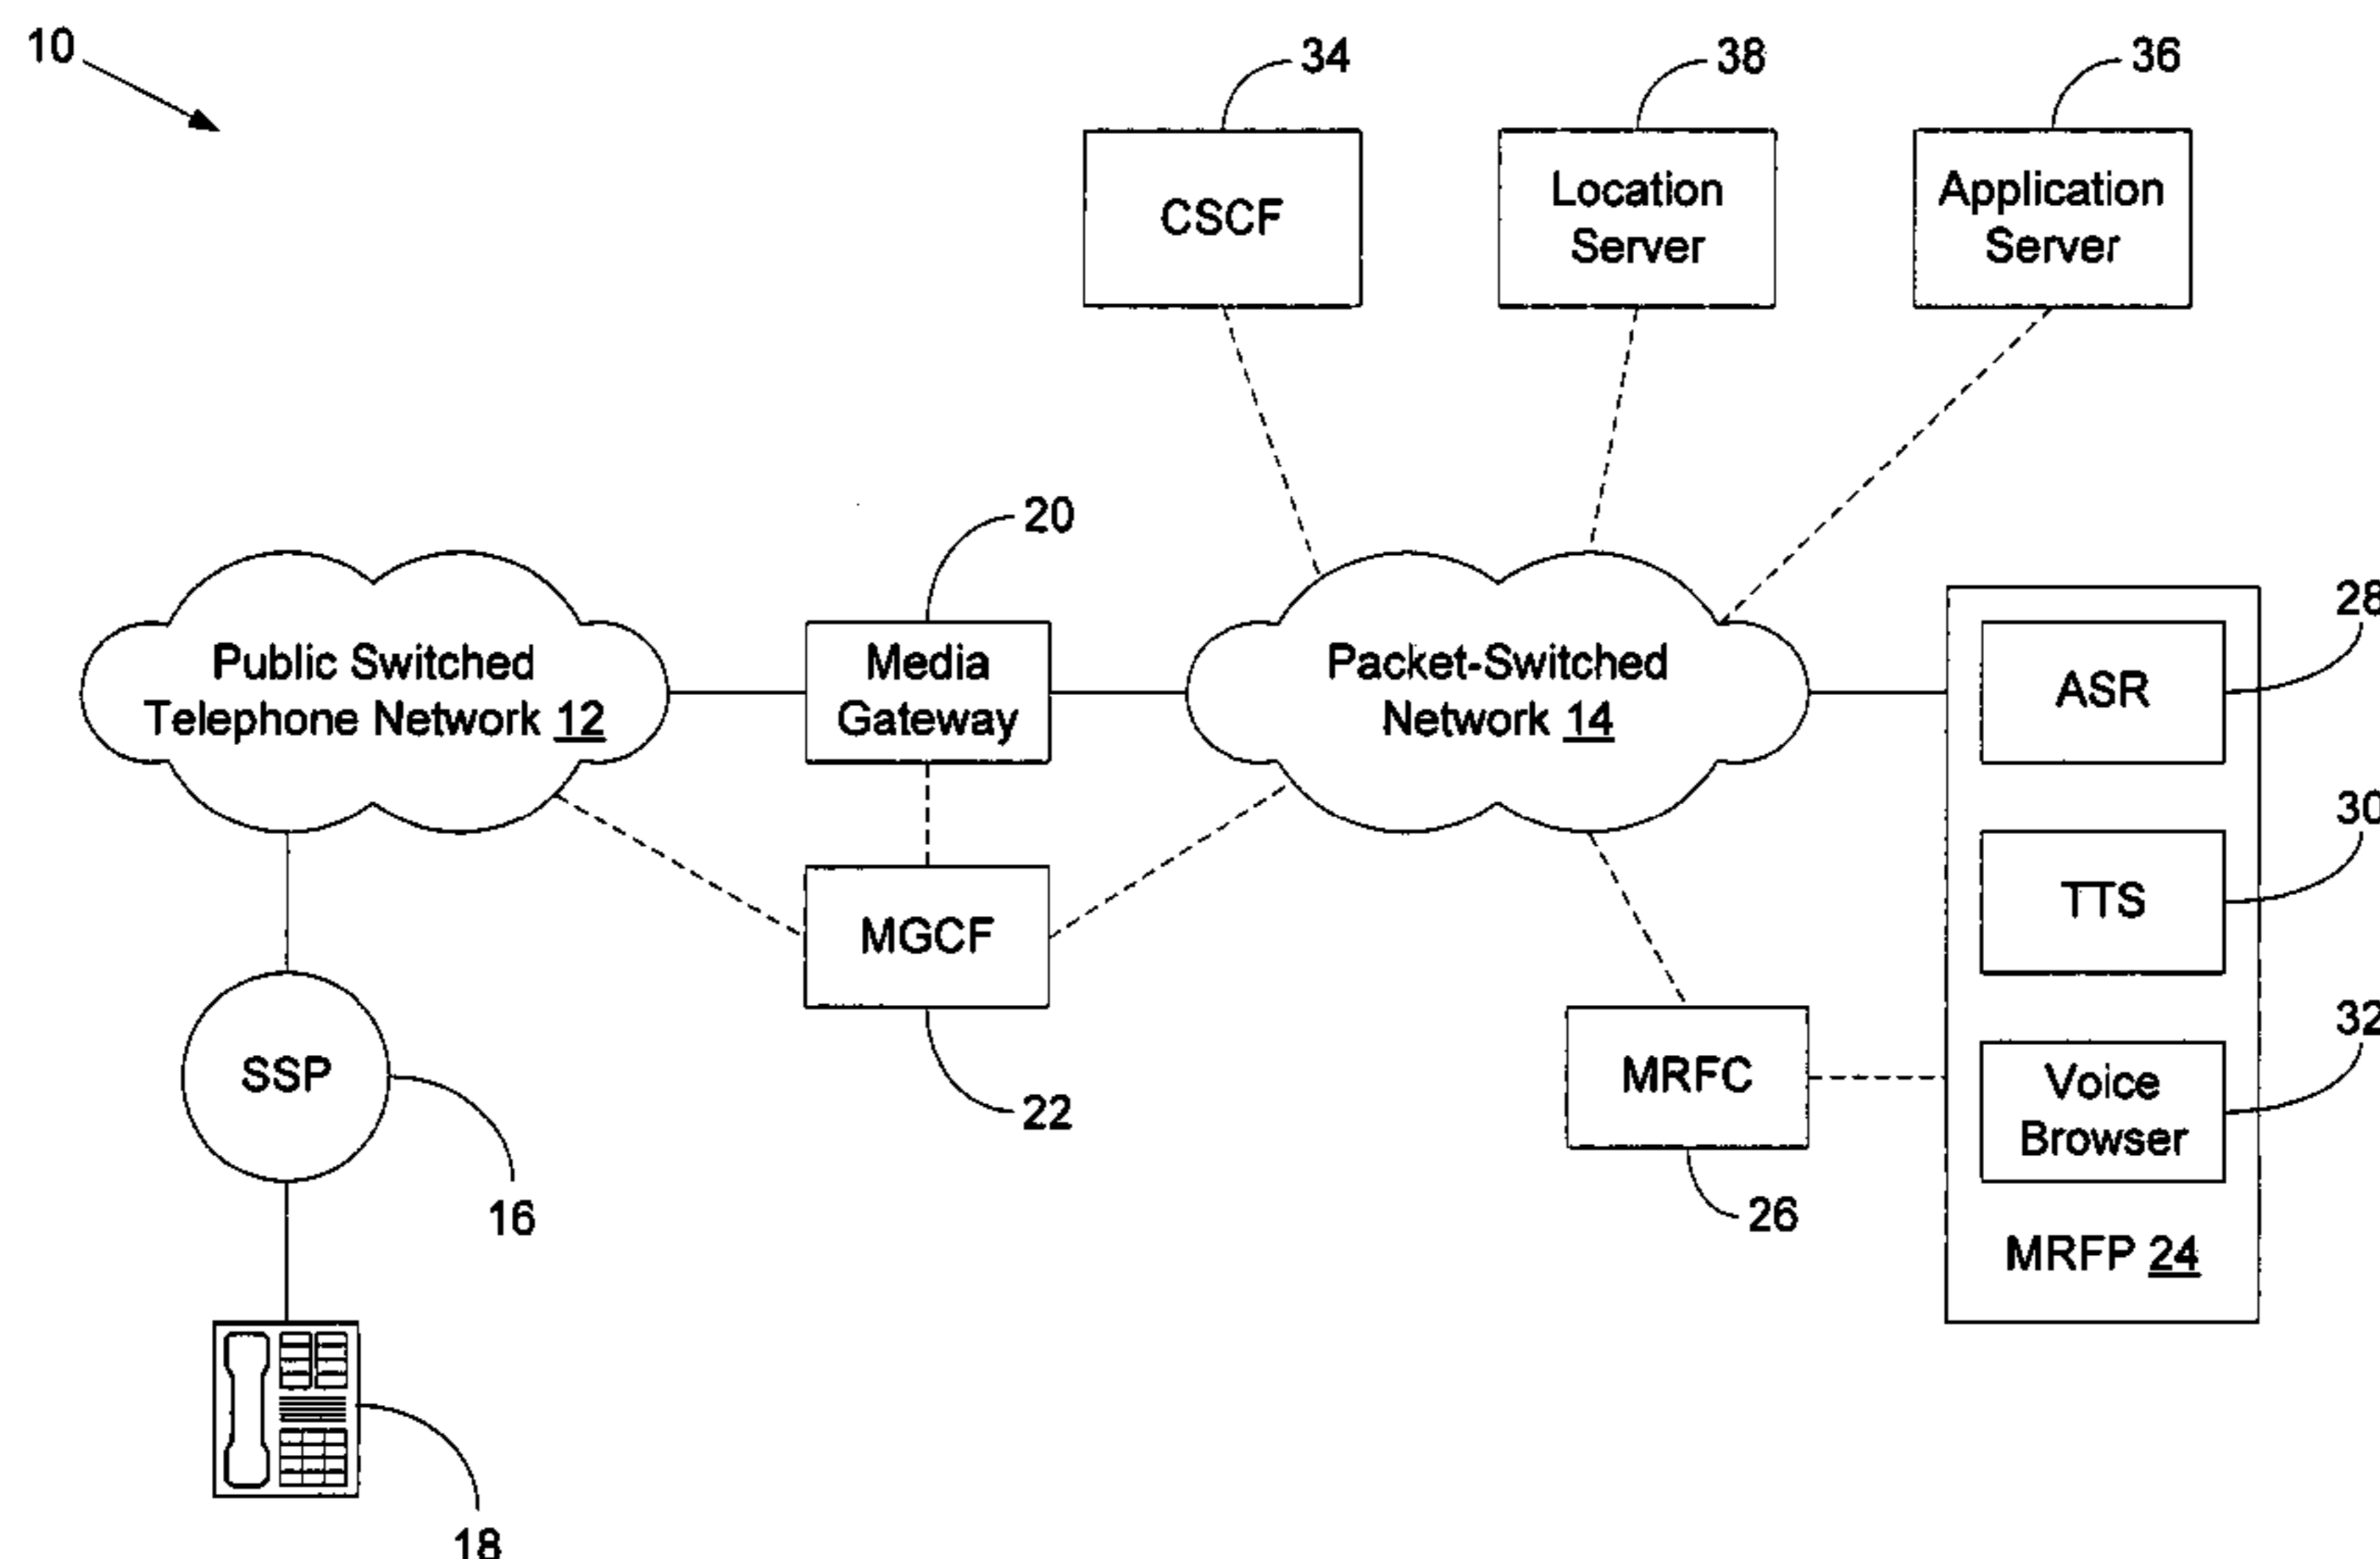 10
34
38
36
CSCF
Location
Server
Application
Server
20
28
Public Switched
Telephone Network 12
Media
Gateway
Packet-Switched
Network 14
ASR
30
TTS
MGCF
32
SSP
MRFC
Voice
Browser
22
16
26
MRFP 24
18